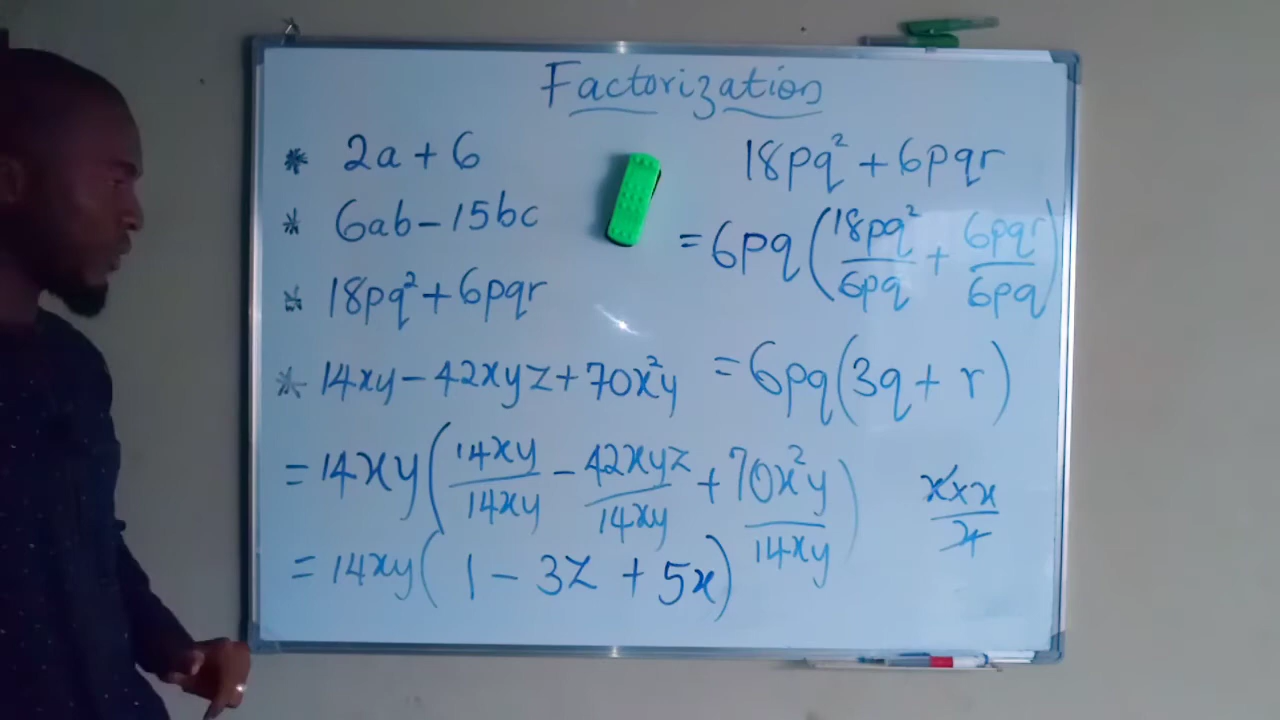 Factorization
* 2a + 6
* 6ab - 15bc
* 18pq² + 6pqr
* 14xy - 42xyz + 70x²y
= 14xy(14xy/14xy - 42xyz/14xy + 70x²y/14xy)
= 14xy(1 - 3z + 5x)
18pq² + 6pqr
= 6pq(18pq²/6pq + 6pqr/6pq)
= 6pq(3q + r)
x×x/x